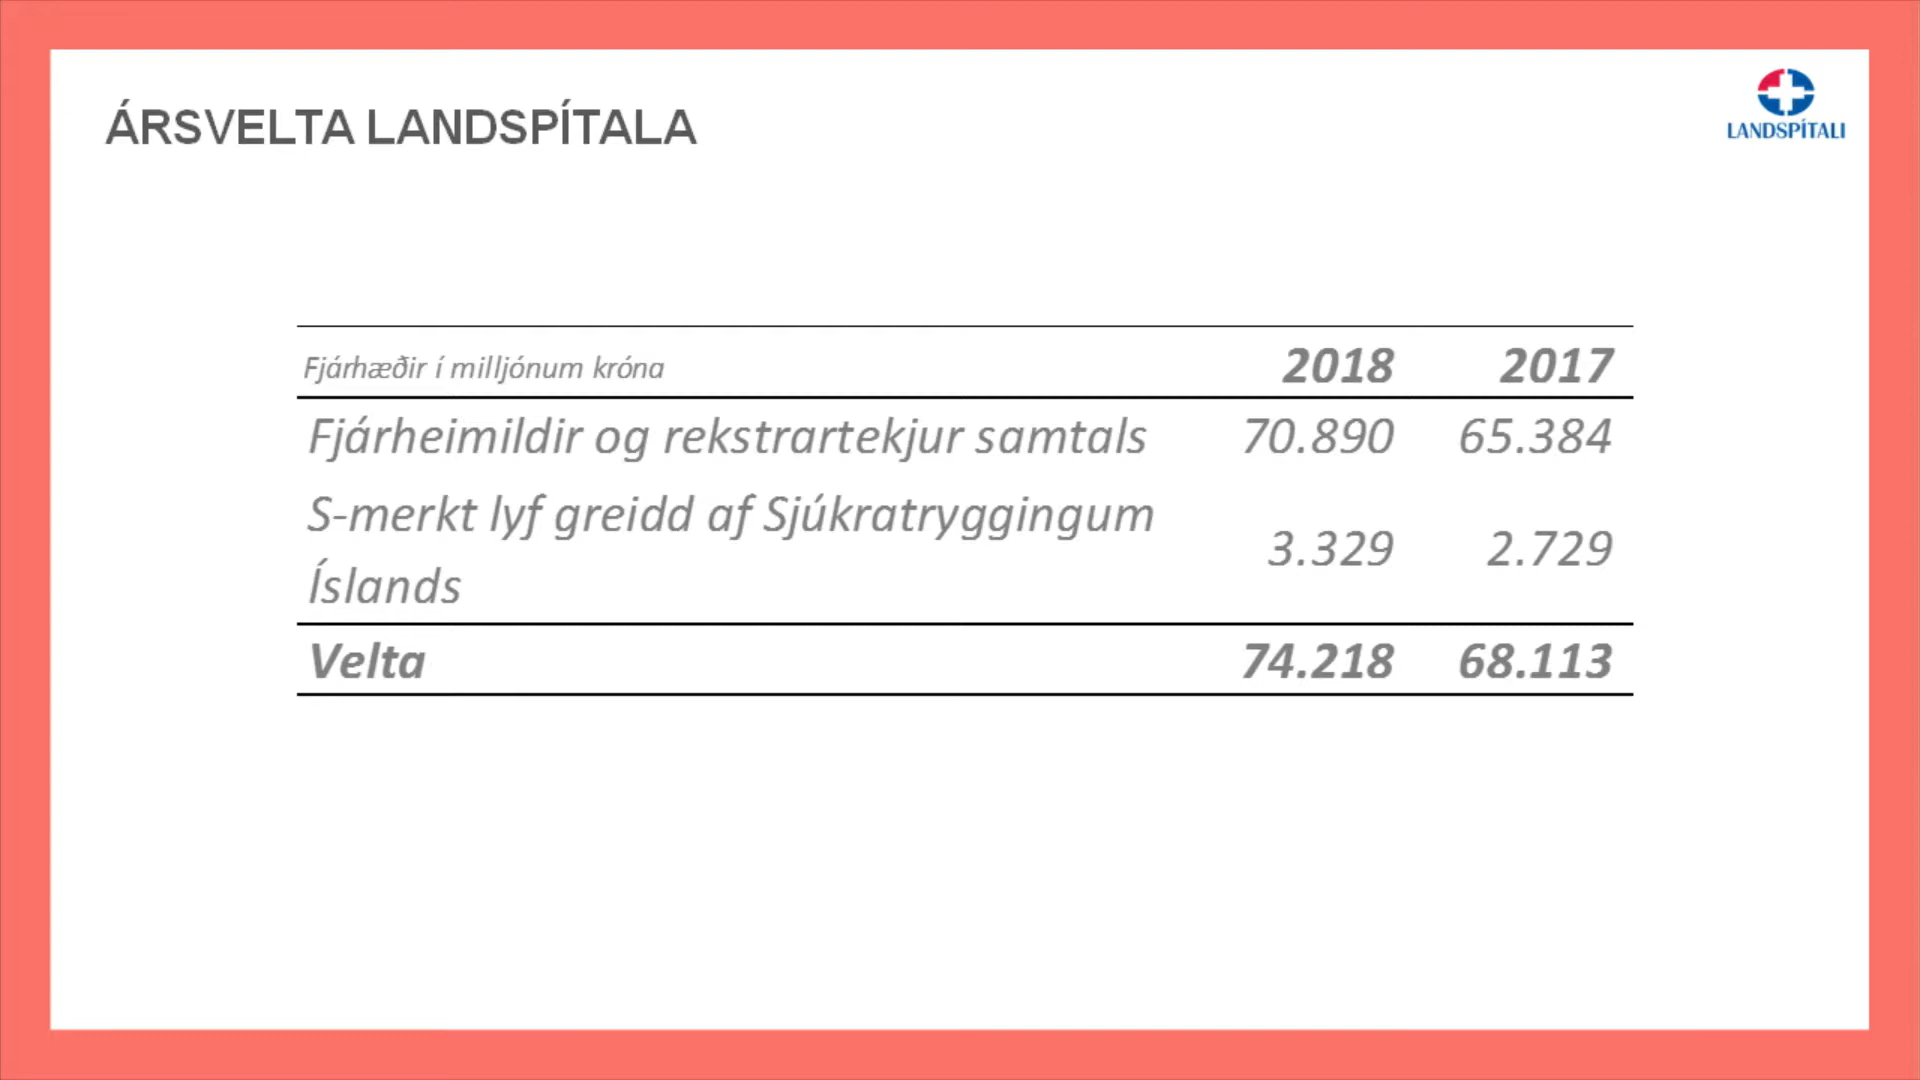 ÁRSVELTA LANDSPÍTALA
LANDSPÍTALI
Fjárhæðir í milljónum króna 2018 2017
Fjárheimildir og rekstrartekjur samtals 70.890 65.384
S-merkt lyf greidd af Sjúkratryggingum
Íslands 3.329 2.729
Velta 74.218 68.113